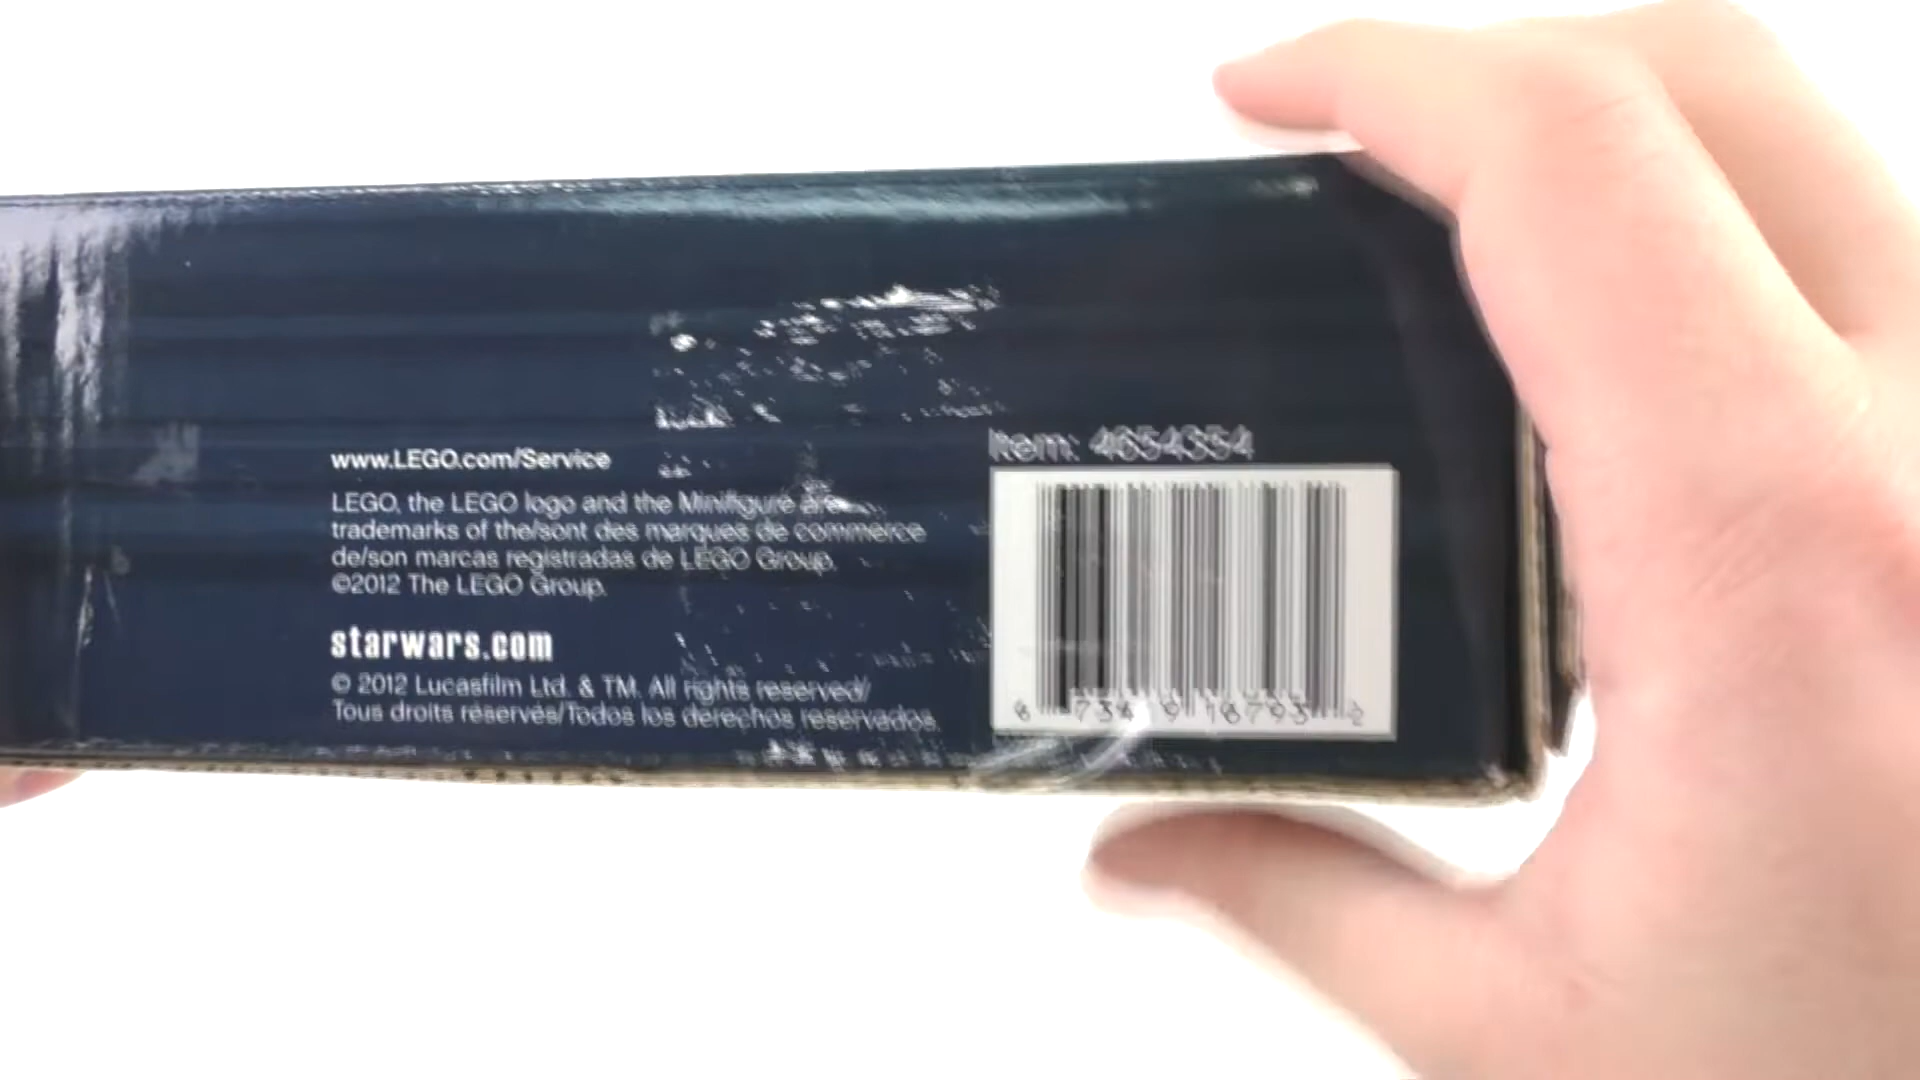 www.LEGO.com/Service
LEGO, the LEGO logo and the Minifigure are
trademarks of the/sont des marques de commerce
de/son marcas registradas de LEGO Group.
©2012 The LEGO Group.
starwars.com
© 2012 Lucasfilm Ltd. & TM. All rights reserved/
Tous droits réservés/Todos los derechos reservados.
Item: 4654354